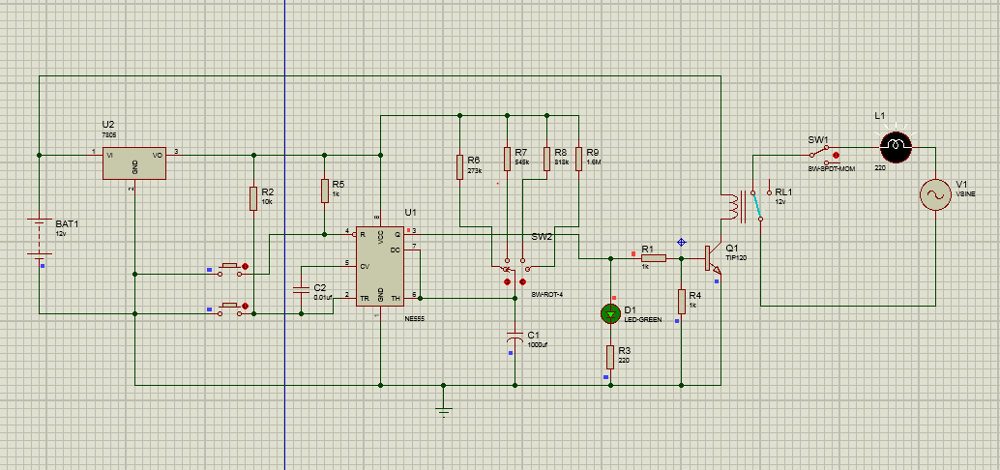 U2
7805
1
VI
VO
3
GND
2
BAT1
12v
R2
10k
R5
1k
C2
0.01uf
U1
8
4
R
VCC
Q
3
DC
7
5
CV
2
TR
GND
TH
6
1
NE555
R6
273k
R7
545k
R8
818k
R9
1.6M
SW2
SW-ROT-4
C1
1000uf
D1
LED-GREEN
R3
220
R1
1k
R4
1k
Q1
TIP120
RL1
12v
SW1
SW-SPDT-MOM
L1
220
V1
VSINE